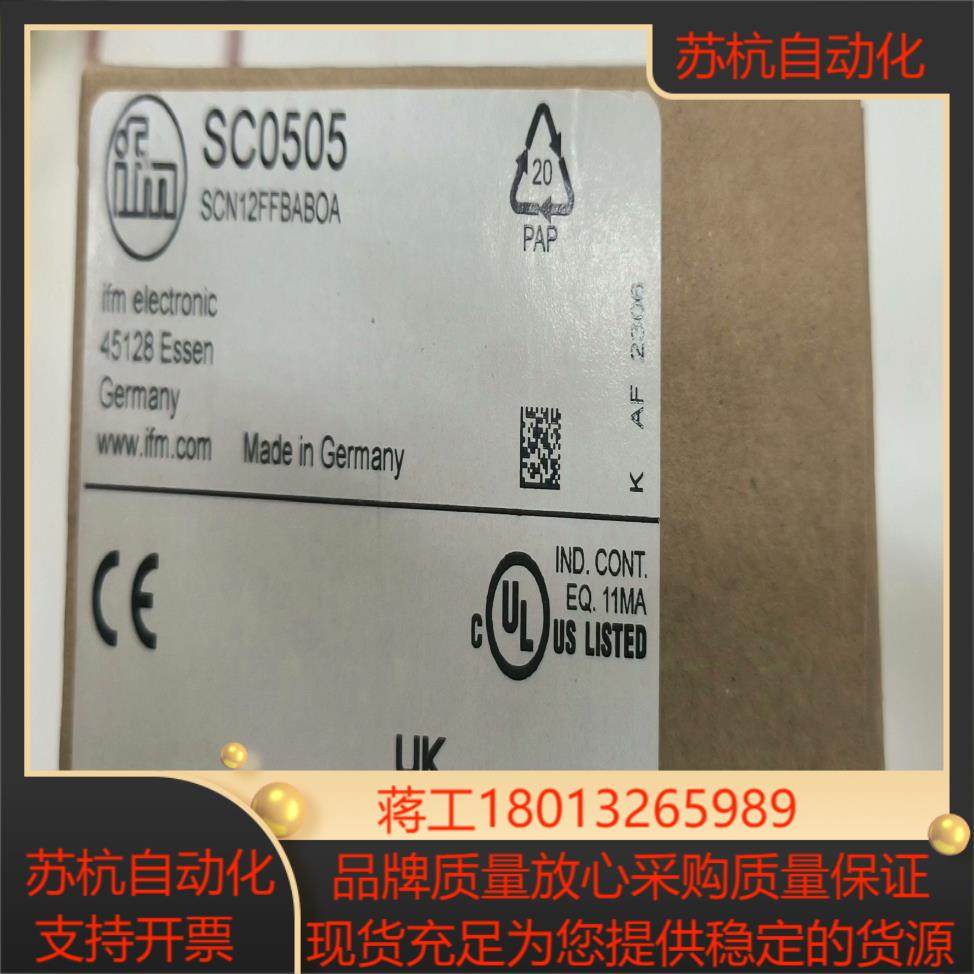 苏杭自动化
ifm
SC0505
SCN12FFBABOA
20
PAP
ifm electronic
45128 Essen
Germany
www.ifm.com
Made in Germany
K AF 2306
CE
C UL US LISTED
IND. CONT.
EQ. 11MA
UK
蒋工18013265989
苏杭自动化
支持开票
品牌质量放心采购质量保证
现货充足为您提供稳定的货源